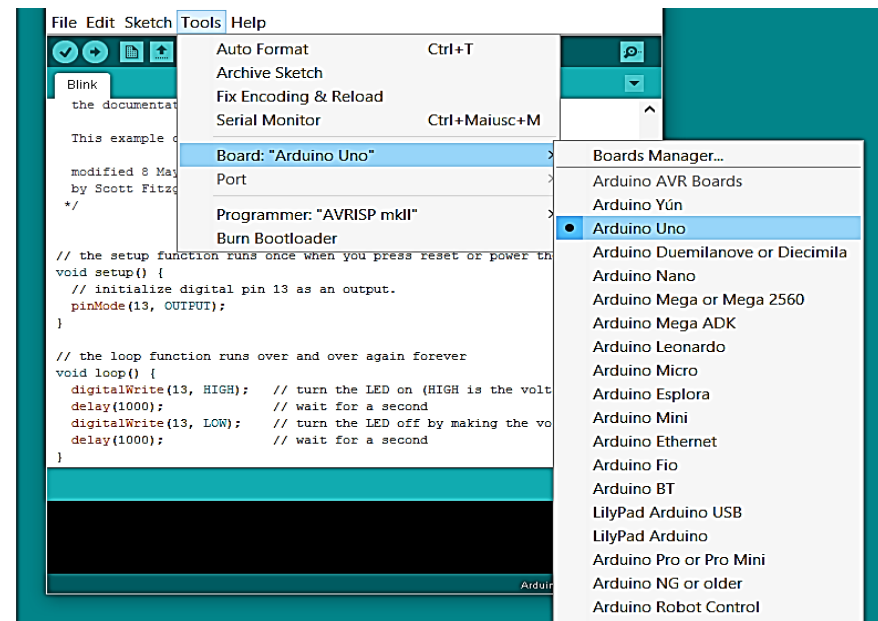 File Edit Sketch Tools Help
Blink
the documentat
This example
modified 8 May
by Scott Fitzg
*/
// the setup function runs once when you press reset or power th
void setup() {
// initialize digital pin 13 as an output.
pinMode(13, OUTPUT);
}
// the loop function runs over and over again forever
void loop() {
digitalWrite(13, HIGH);   // turn the LED on (HIGH is the volt
delay(1000);              // wait for a second
digitalWrite(13, LOW);    // turn the LED off by making the vo
delay(1000);              // wait for a second
}
Arduin
Auto Format Ctrl+T
Archive Sketch
Fix Encoding & Reload
Serial Monitor Ctrl+Maiusc+M
Board: "Arduino Uno"
Port
Programmer: "AVRISP mkII"
Burn Bootloader
Boards Manager...
Arduino AVR Boards
Arduino Yún
Arduino Uno
Arduino Duemilanove or Diecimila
Arduino Nano
Arduino Mega or Mega 2560
Arduino Mega ADK
Arduino Leonardo
Arduino Micro
Arduino Esplora
Arduino Mini
Arduino Ethernet
Arduino Fio
Arduino BT
LilyPad Arduino USB
LilyPad Arduino
Arduino Pro or Pro Mini
Arduino NG or older
Arduino Robot Control